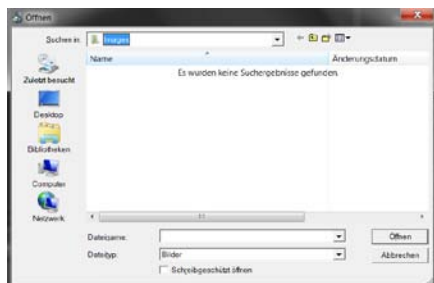 Öffnen
Suchen in:
Images
Name
Änderungsdatum
Es wurden keine Suchergebnisse gefunden.
Zuletzt besucht
Desktop
Bibliotheken
Computer
Netzwerk
Dateiname:
Öffnen
Dateityp:
Bilder
Abbrechen
Schreibgeschützt öffnen